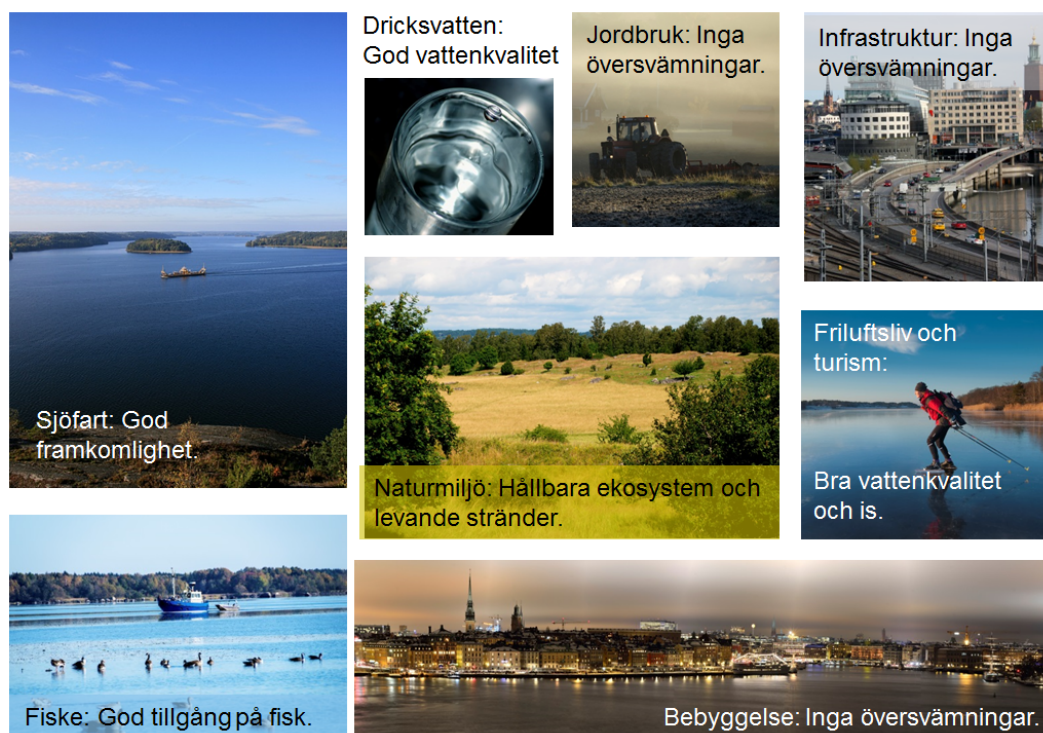 Dricksvatten:
God vattenkvalitet
Jordbruk: Inga
översvämningar.
Infrastruktur: Inga
översvämningar.
Sjöfart: God
framkomlighet.
Naturmiljö: Hållbara ekosystem och
levande stränder.
Friluftsliv och
turism:
Bra vattenkvalitet
och is.
Fiske: God tillgång på fisk.
Bebyggelse: Inga översvämningar.